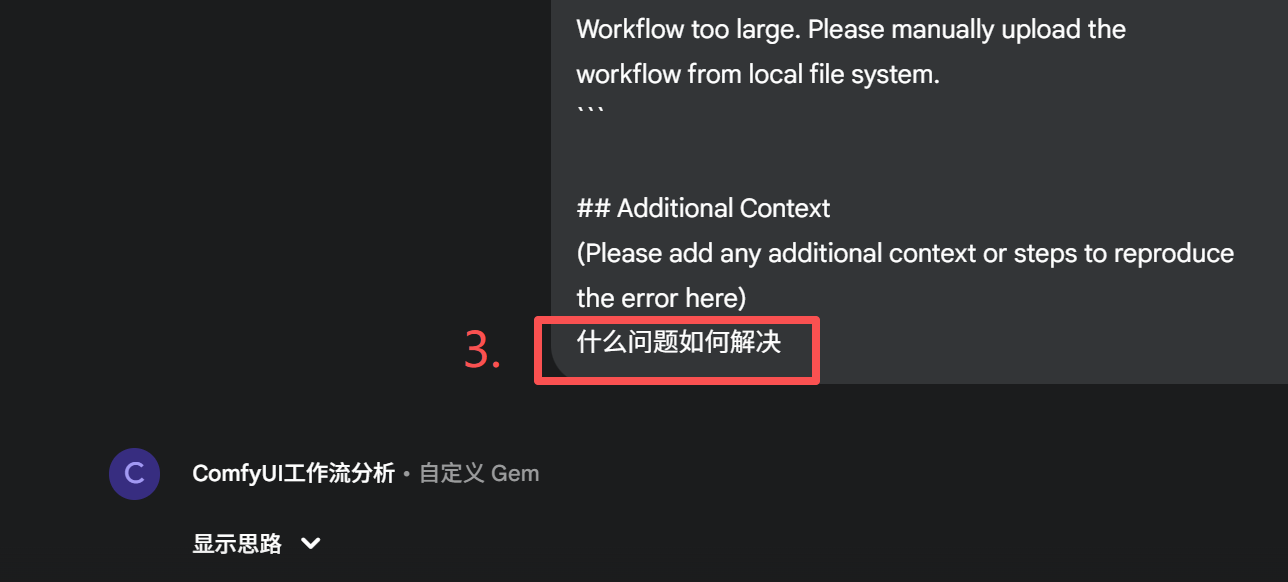 Workflow too large. Please manually upload the
workflow from local file system.
```
## Additional Context
(Please add any additional context or steps to reproduce
the error here)
3.
什么问题如何解决
C
ComfyUI工作流分析 • 自定义 Gem
显示思路